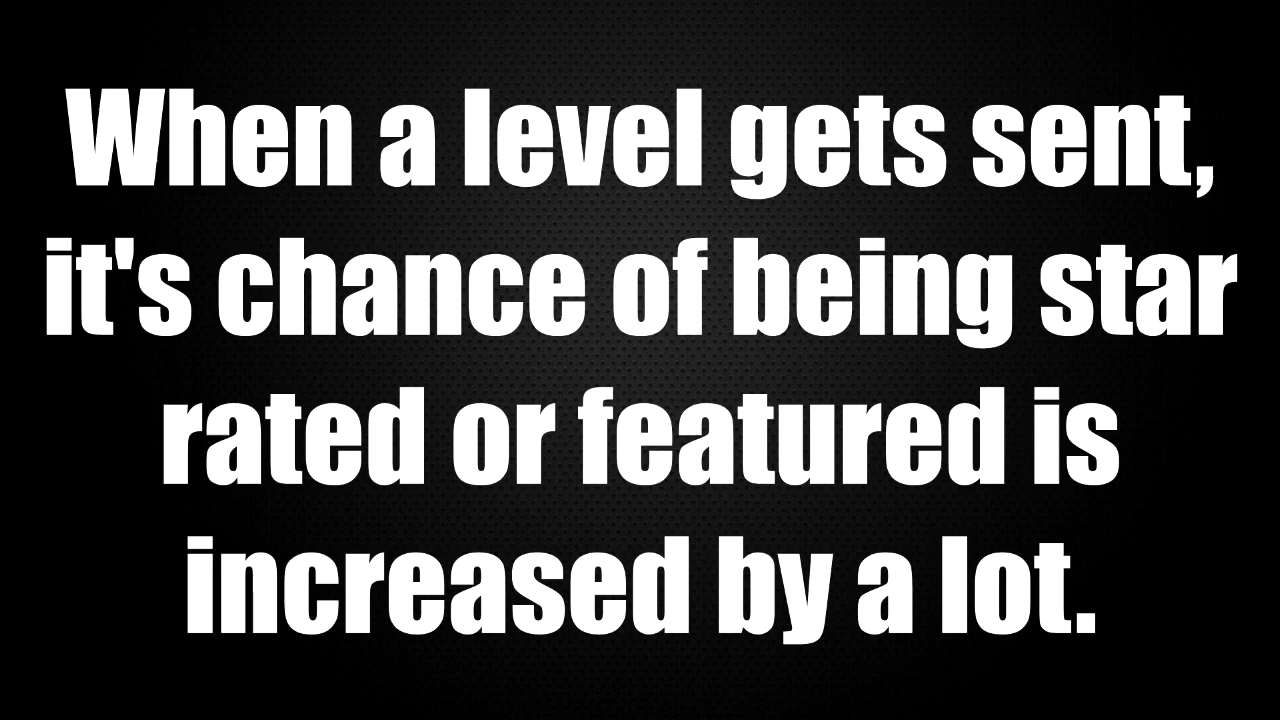 When a level gets sent,
it's chance of being star
rated or featured is
increased by a lot.